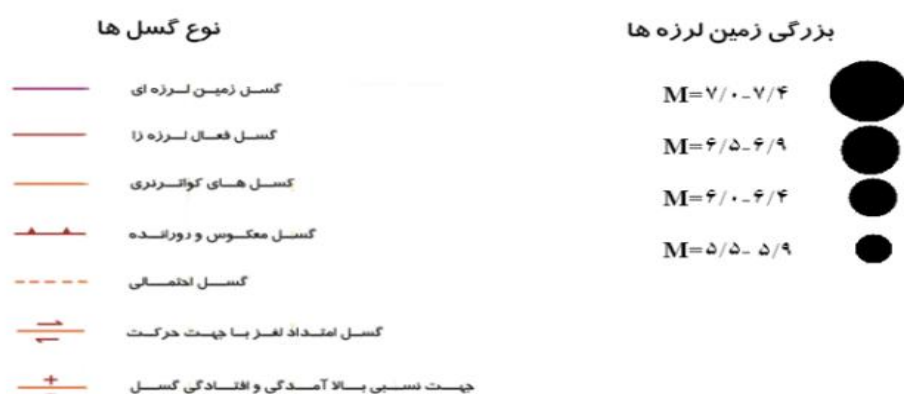 بزرگی زمین لرزه ها
M=۷/۰-۷/۴
M=۶/۵-۶/۹
M=۶/۰-۶/۴
M=۵/۵-۵/۹
نوع گسل ها
گسل زمین لرزه ای
گسل فعال لرزه زا
گسل های کواترنری
گسل معکوس و دورانده
گسل احتمالی
گسل امتداد لغز با جهت حرکت
جهت نسبی بالا آمدگی و افتادگی گسل